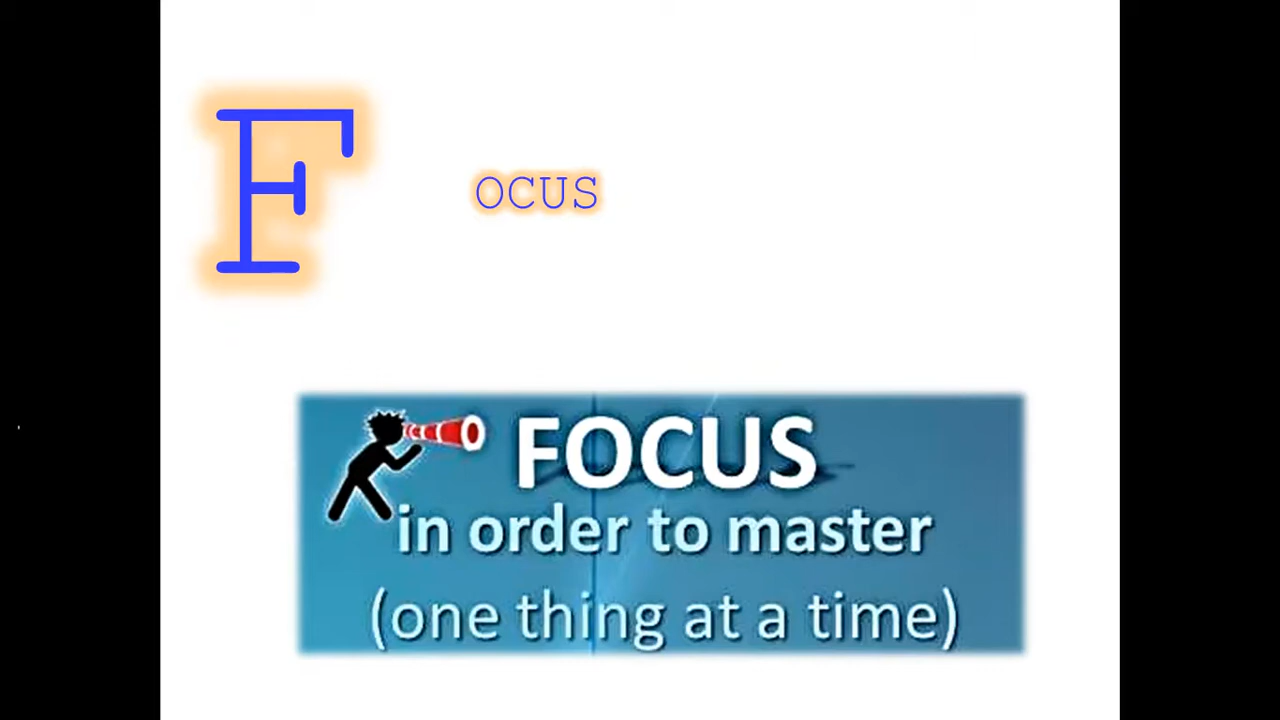 F OCUS
FOCUS
in order to master
(one thing at a time)